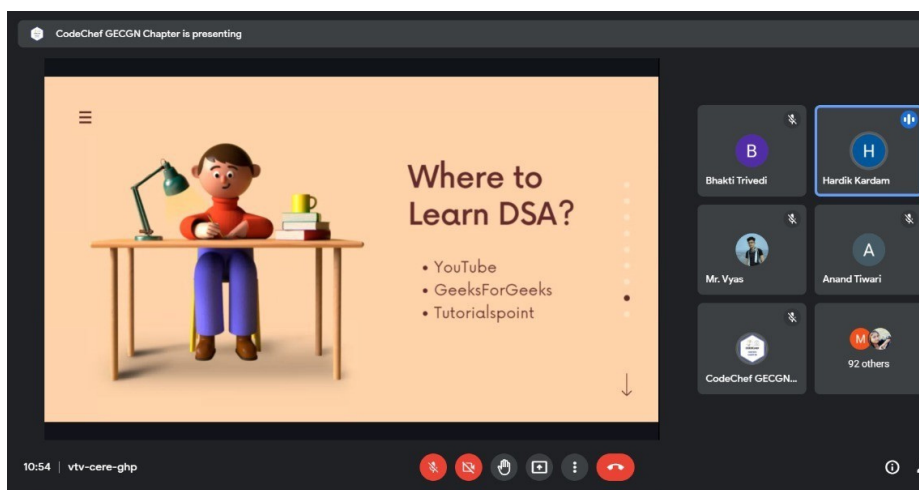 CodeChef GECGN Chapter is presenting
Where to
Learn DSA?
• YouTube
• GeeksForGeeks
• Tutorialspoint
B
Bhakti Trivedi
H
Hardik Kardam
Mr. Vyas
A
Anand Tiwari
CodeChef GECGN...
M
92 others
10:54 | vtv-cere-ghp